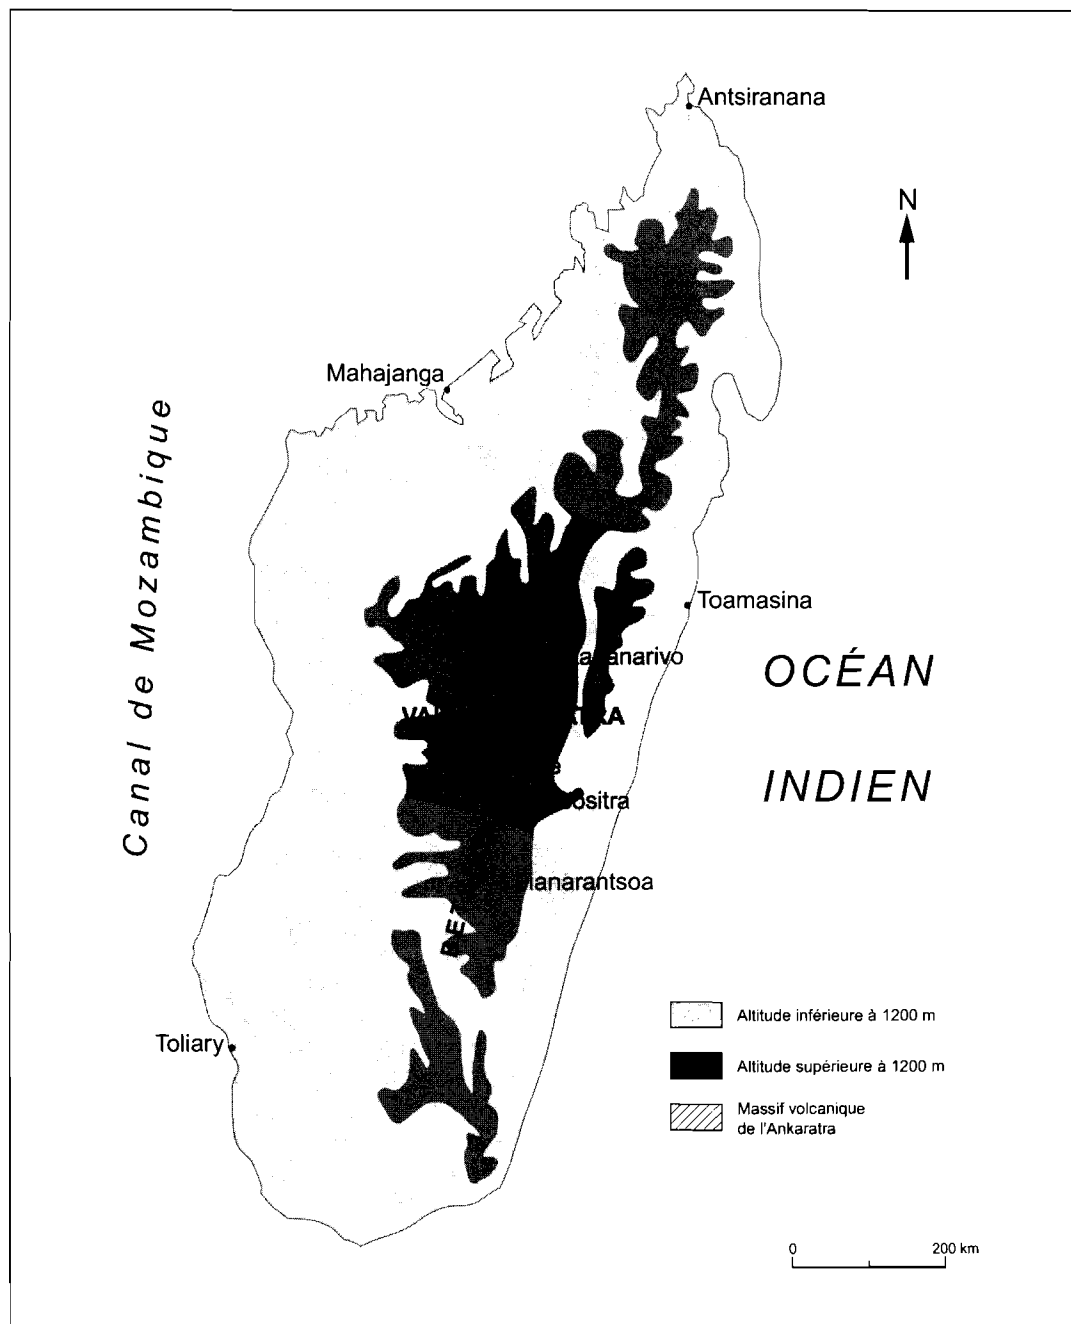 Antsiranana
N
Mahajanga
Canal de Mozambique
Toamasina
OCÉAN
INDIEN
Toliary
Altitude inférieure à 1200 m
Altitude supérieure à 1200 m
Massif volcanique
de l'Ankaratra
0 200 km